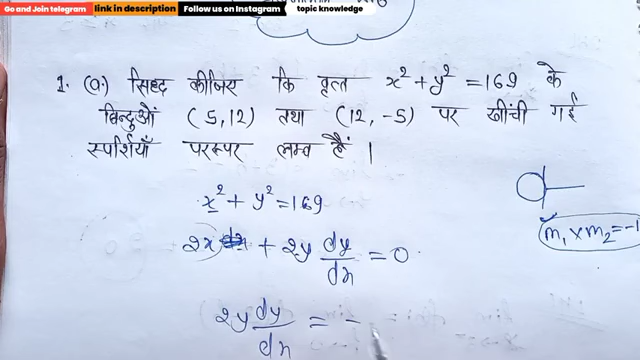 Go and Join telegram link in description Follow us on Instagram topic knowledge
1. (a) सिद्ध कीजिए कि वृत्त x² + y² = 169 के
बिन्दुओं (5,12) तथा (12, -5) पर खींची गई
स्पर्शियाँ परस्पर लम्ब हैं ।
x² + y² = 169
2x + 2y dy/dx = 0
m₁ × m₂ = -1
2y dy/dx = -